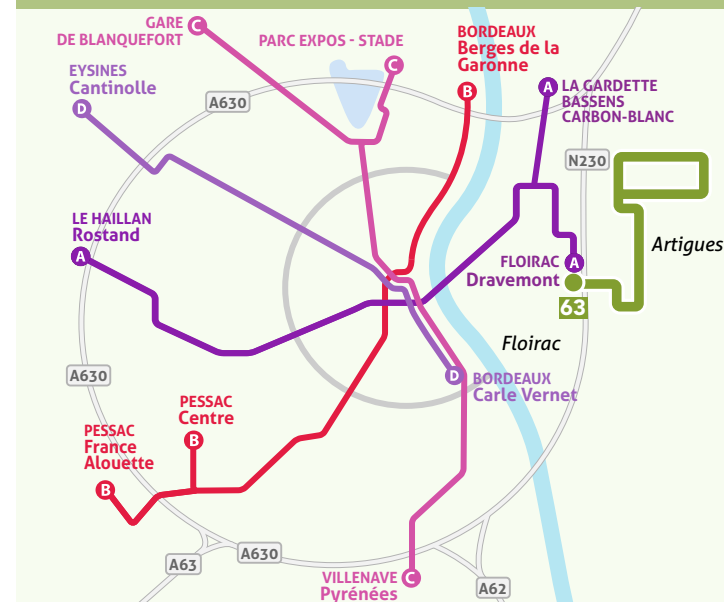 GARE
DE BLANQUEFORT
C
PARC EXPOS - STADE
C
BORDEAUX
Berges de la
Garonne
B
EYSINES
Cantinolle
D
A630
A
LA GARDETTE
BASSENS
CARBON-BLANC
N230
LE HAILLAN
Rostand
A
Artigues
FLOIRAC
Dravemont
A
63
Floirac
A630
D
BORDEAUX
Carle Vernet
PESSAC
Centre
B
PESSAC
France
Alouette
B
A63
A630
VILLENAVE
Pyrénées
C
A62